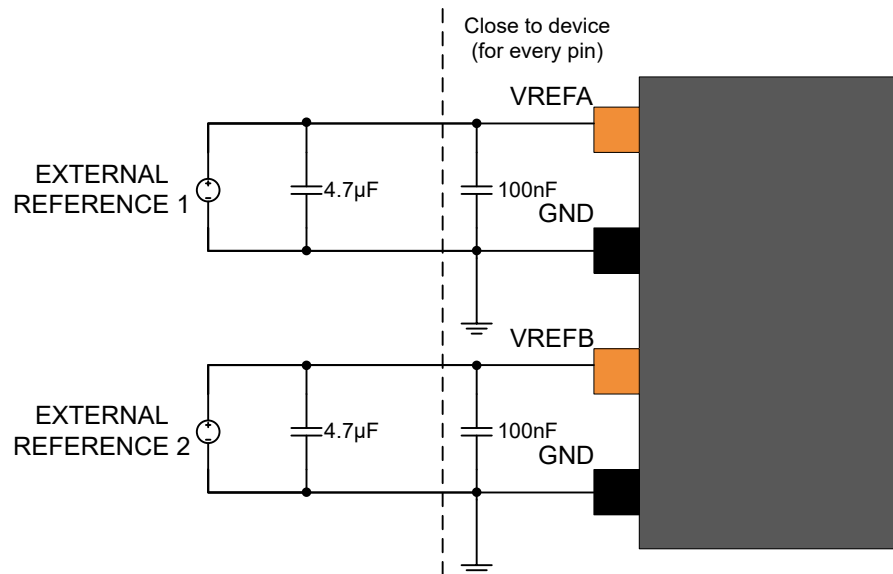 Close to device
(for every pin)
VREFA
EXTERNAL
REFERENCE 1
4.7µF
100nF
GND
VREFB
EXTERNAL
REFERENCE 2
4.7µF
100nF
GND